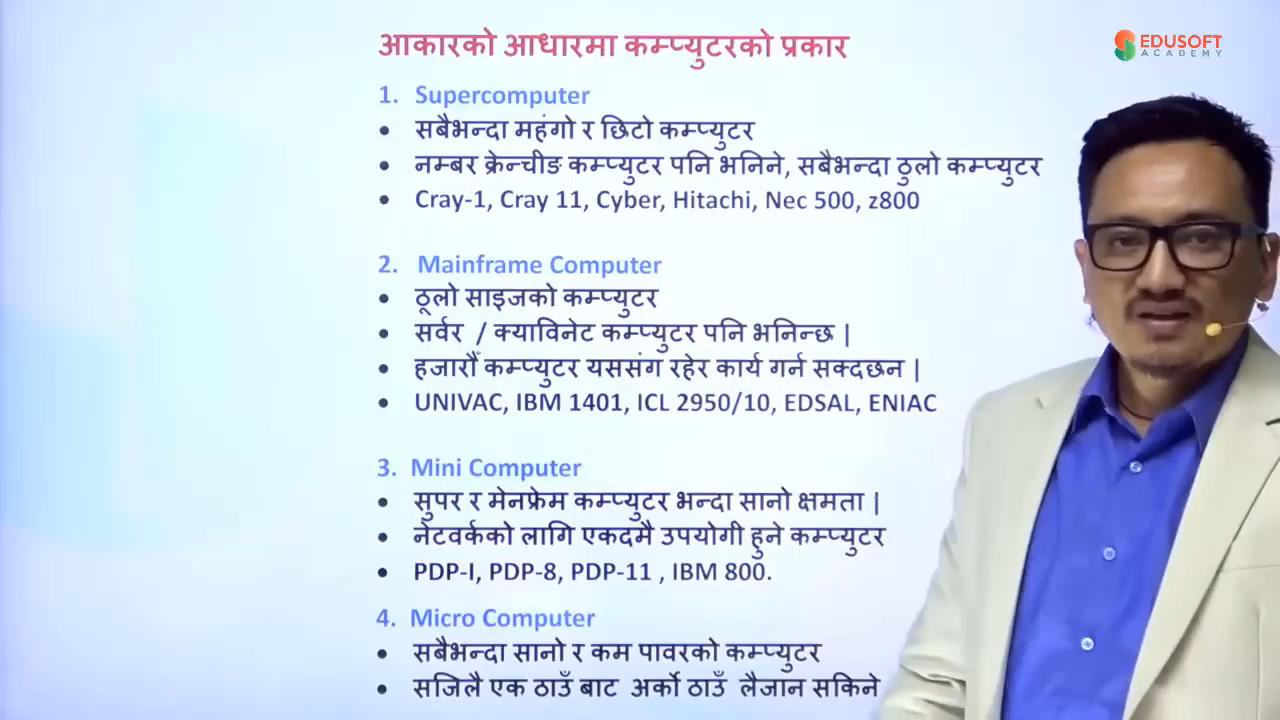 आकारको आधारमा कम्प्युटरको प्रकार
EDUSOFT
ACADEMY
1. Supercomputer
• सबैभन्दा महंगो र छिटो कम्प्युटर
• नम्बर क्रेन्चीङ कम्प्युटर पनि भनिने, सबैभन्दा ठुलो कम्प्युटर
• Cray-1, Cray 11, Cyber, Hitachi, Nec 500, z800
2. Mainframe Computer
• ठूलो साइजको कम्प्युटर
• सर्वर / क्याविनेट कम्प्युटर पनि भनिन्छ |
• हजारौँ कम्प्युटर यससंग रहेर कार्य गर्न सक्दछन |
• UNIVAC, IBM 1401, ICL 2950/10, EDSAL, ENIAC
3. Mini Computer
• सुपर र मेनफ्रेम कम्प्युटर भन्दा सानो क्षमता |
• नेटवर्कको लागि एकदमै उपयोगी हुने कम्प्युटर
• PDP-I, PDP-8, PDP-11 , IBM 800.
4. Micro Computer
• सबैभन्दा सानो र कम पावरको कम्प्युटर
• सजिलै एक ठाउँ बाट अर्को ठाउँ लैजान सकिने